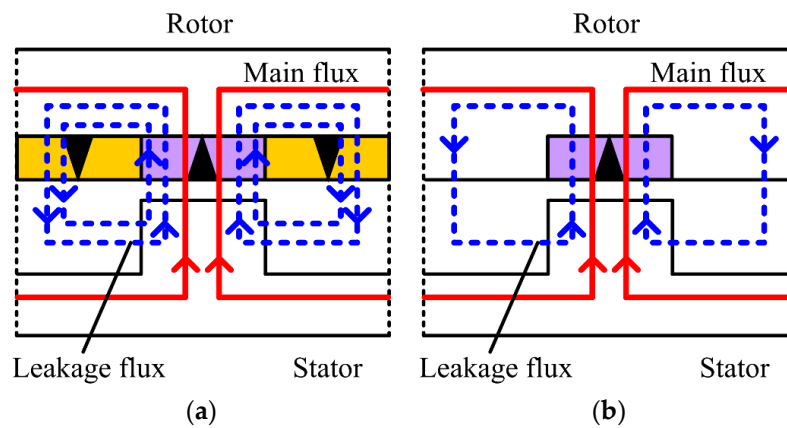 Rotor
Main flux
Leakage flux
Stator
(a)
Rotor
Main flux
Leakage flux
Stator
(b)